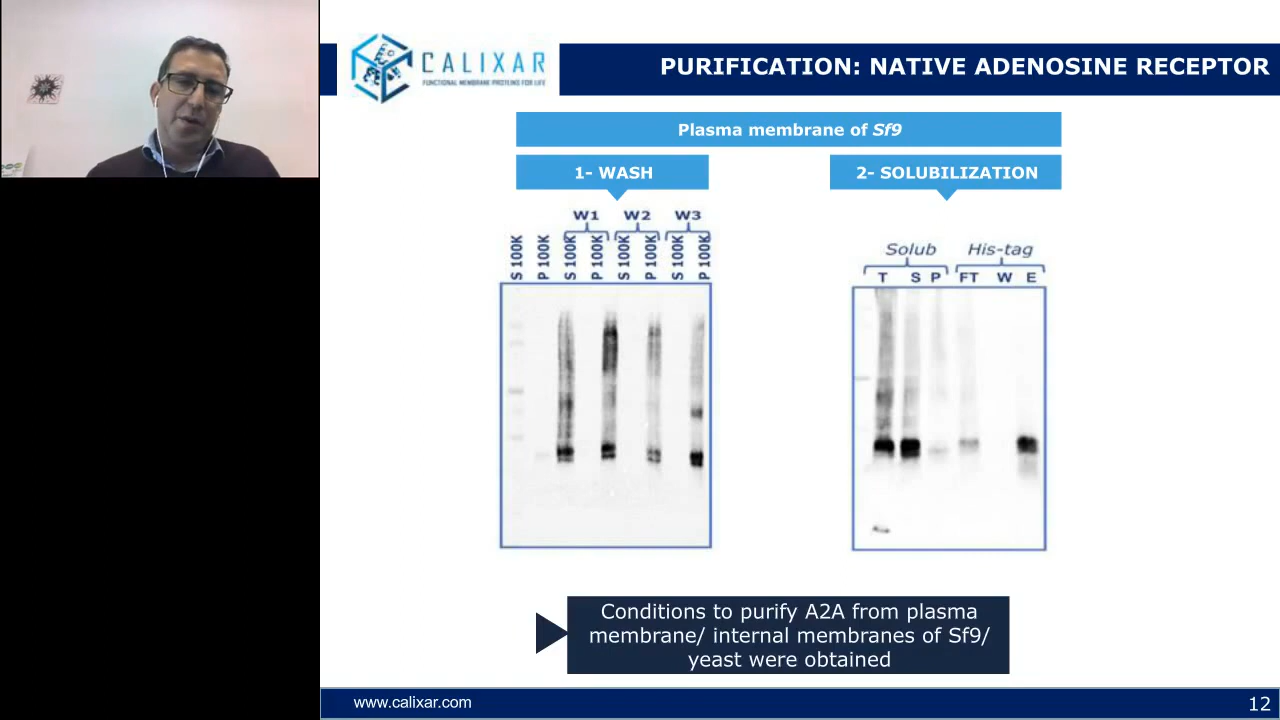 CALIXAR
FUNCTIONAL MEMBRANE PROTEINS FOR LIFE
PURIFICATION: NATIVE ADENOSINE RECEPTOR
Plasma membrane of Sf9
1- WASH
2- SOLUBILIZATION
W1 W2 W3
S 100K P 100K S 100K P 100K S 100K P 100K S 100K P 100K
Solub His-tag
T S P FT W E
Conditions to purify A2A from plasma
membrane/ internal membranes of Sf9/
yeast were obtained
www.calixar.com
12